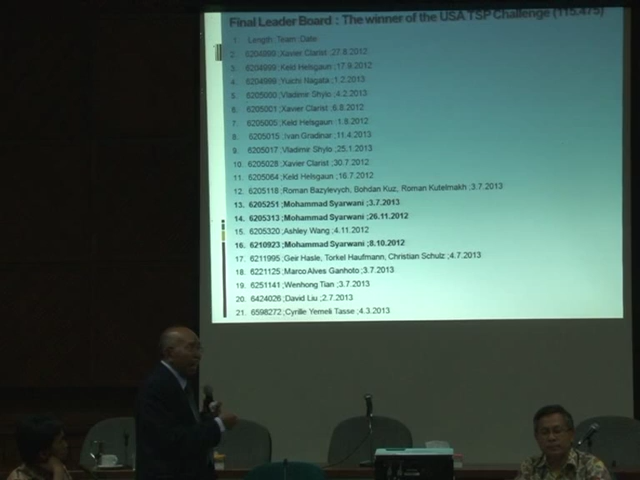 Final Leader Board : The winner of the USA TSP Challenge (115.475)
1. Length: Team :Date:
2. 6204999 ;Xavier Clarist ;27.8.2012
3. 6204999 ;Keld Helsgaun ;17.9.2012
4. 6204999 ;Yuichi Nagata ;1.2.2013
5. 6205000 ;Vladimir Shylo ;4.2.2013
6. 6205001 ;Xavier Clarist ;6.8.2012
7. 6205005 ;Keld Helsgaun ;1.8.2012
8. 6205015 ;Ivan Gradinar ;11.4.2013
9. 6205017 ;Vladimir Shylo ;25.1.2013
10. 6205028 ;Xavier Clarist ;30.7.2012
11. 6205064 ;Keld Helsgaun ;16.7.2012
12. 6205118 ;Roman Bazylevych, Bohdan Kuz, Roman Kutelmakh ;3.7.2013
13. 6205251 ;Mohammad Syarwani ;3.7.2013
14. 6205313 ;Mohammad Syarwani ;26.11.2012
15. 6205320 ;Ashley Wang ;4.11.2012
16. 6210923 ;Mohammad Syarwani ;8.10.2012
17. 6211995 ;Geir Hasle, Torkel Haufmann, Christian Schulz ;4.7.2013
18. 6221125 ;Marco Alves Ganhoto ;3.7.2013
19. 6251141 ;Wenhong Tian ;3.7.2013
20. 6424026 ;David Liu ;2.7.2013
21. 6598272 ;Cyrille Yemeli Tasse ;4.3.2013